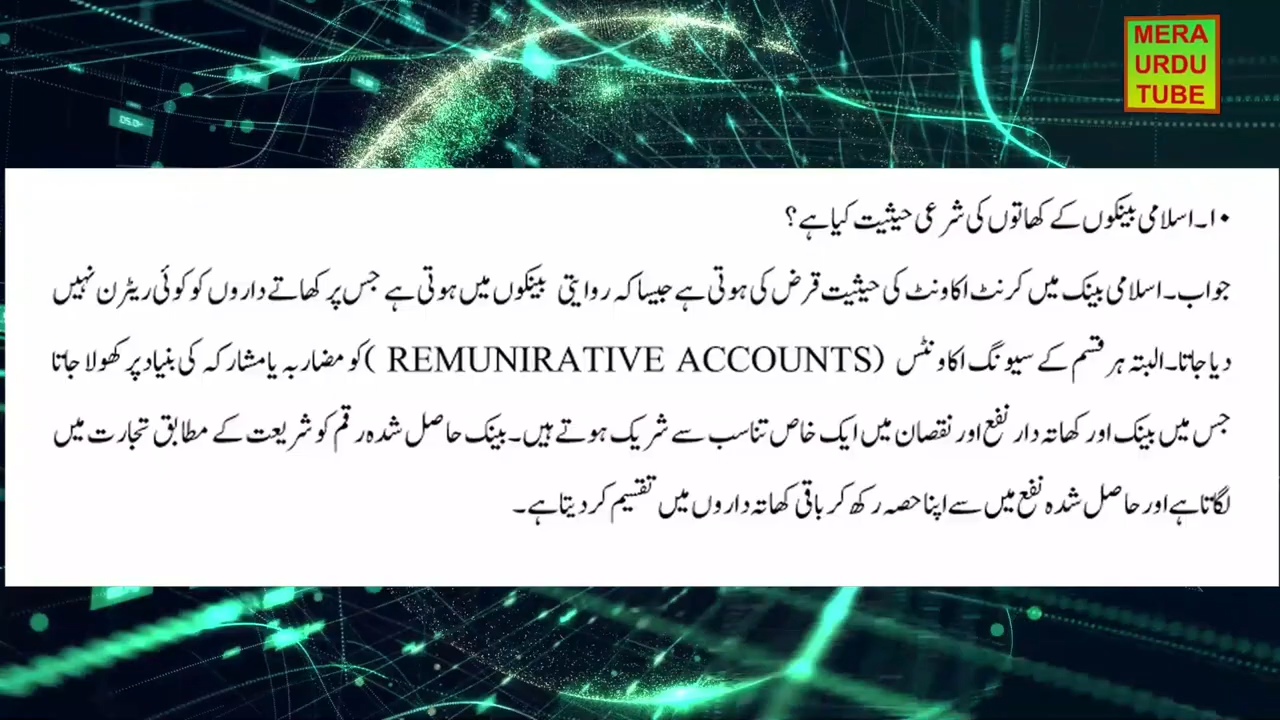 MERA
URDU
TUBE
۱۰۔اسلامی بینکوں کے کھاتوں کی شرعی حیثیت کیا ہے؟
جواب۔اسلامی بینک میں کرنٹ اکاونٹ کی حیثیت قرض کی ہوتی ہے جیسا کہ روایتی بینکوں میں ہوتی ہے جس پر کھاتے داروں کو کوئی ریٹرن نہیں
دیا جاتا۔البتہ ہر قسم کے سیونگ اکاونٹس (REMUNIRATIVE ACCOUNTS )کو مضاربہ یا مشارکہ کی بنیاد پر کھولا جاتا
جس میں بینک اور کھاتہ دار نفع اور نقصان میں ایک خاص تناسب سے شریک ہوتے ہیں۔بینک حاصل شدہ رقم کو شریعت کے مطابق تجارت میں
لگاتا ہے اور حاصل شدہ نفع میں سے اپنا حصہ رکھ کر باقی کھاتہ داروں میں تقسیم کر دیتا ہے۔